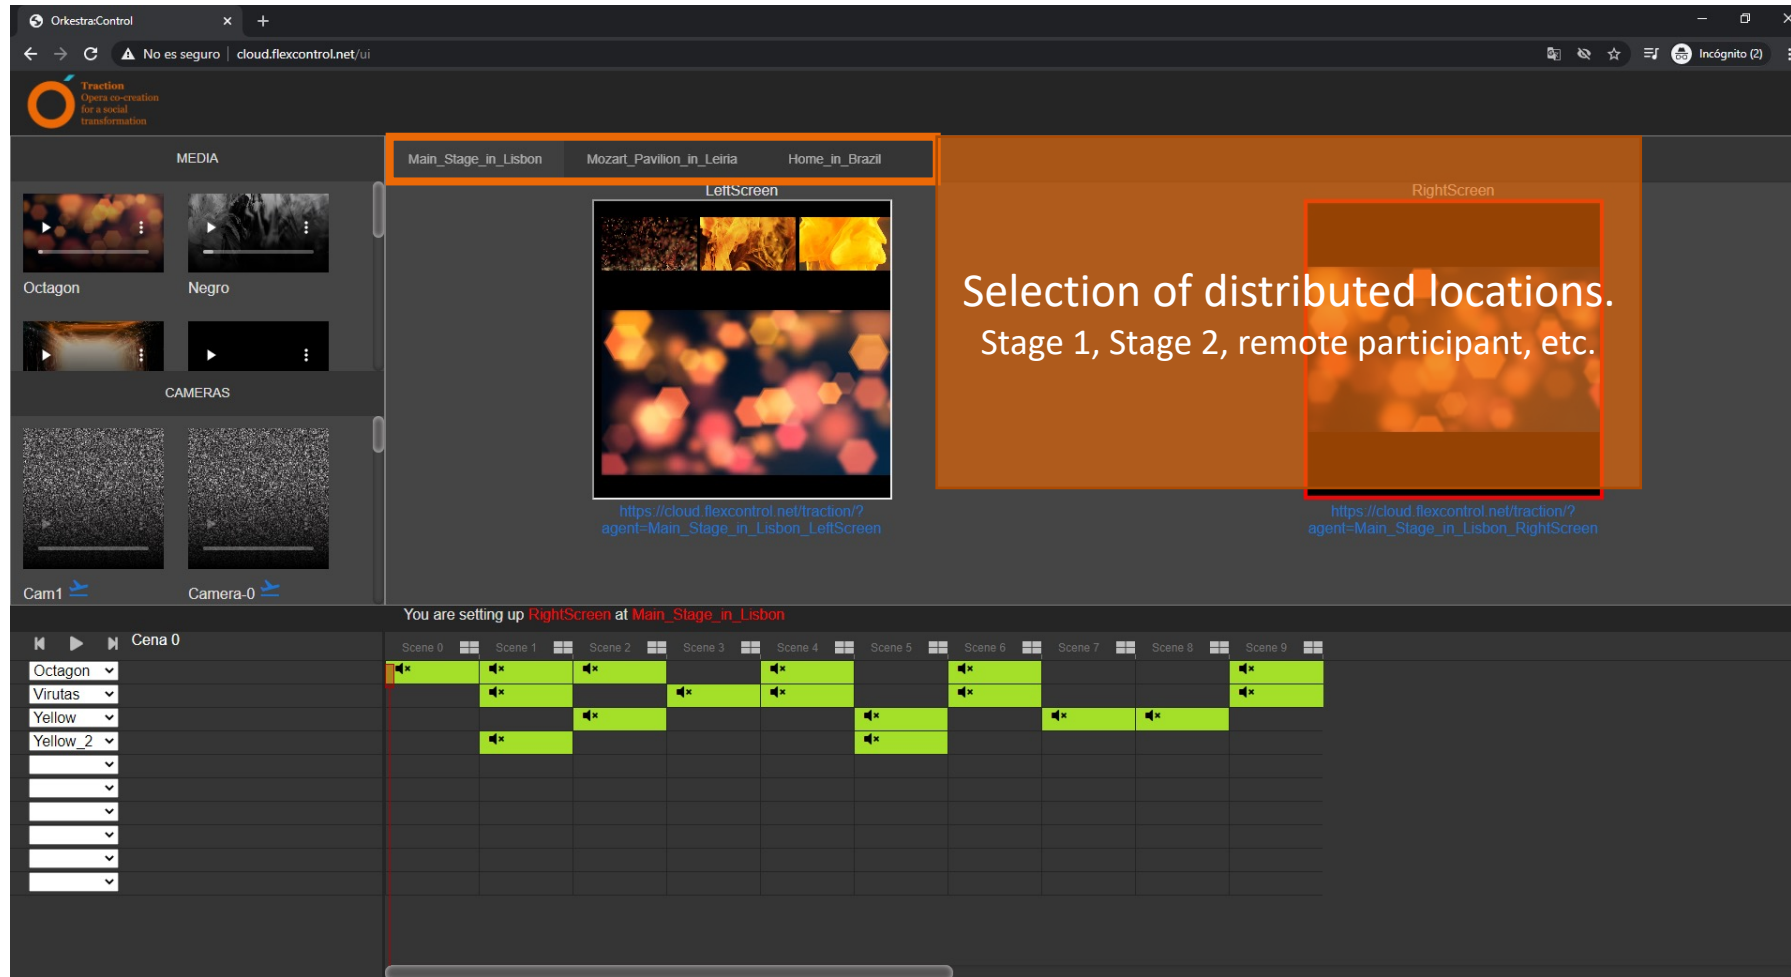 Orkestra:Control
No es seguro | cloud.flexcontrol.net/ui
Incógnito (2)
Traction
Opera co-creation
for a social
transformation
MEDIA
Octagon
Negro
CAMERAS
Cam1
Camera-0
Main_Stage_in_Lisbon
Mozart_Pavilion_in_Leiria
Home_in_Brazil
LeftScreen
RightScreen
Selection of distributed locations.
Stage 1, Stage 2, remote participant, etc.
https://cloud.flexcontrol.net/traction/?
agent=Main_Stage_in_Lisbon_LeftScreen
https://cloud.flexcontrol.net/traction/?
agent=Main_Stage_in_Lisbon_RightScreen
You are setting up RightScreen at Main_Stage_in_Lisbon
Cena 0
Scene 0
Scene 1
Scene 2
Scene 3
Scene 4
Scene 5
Scene 6
Scene 7
Scene 8
Scene 9
Octagon
Virutas
Yellow
Yellow_2